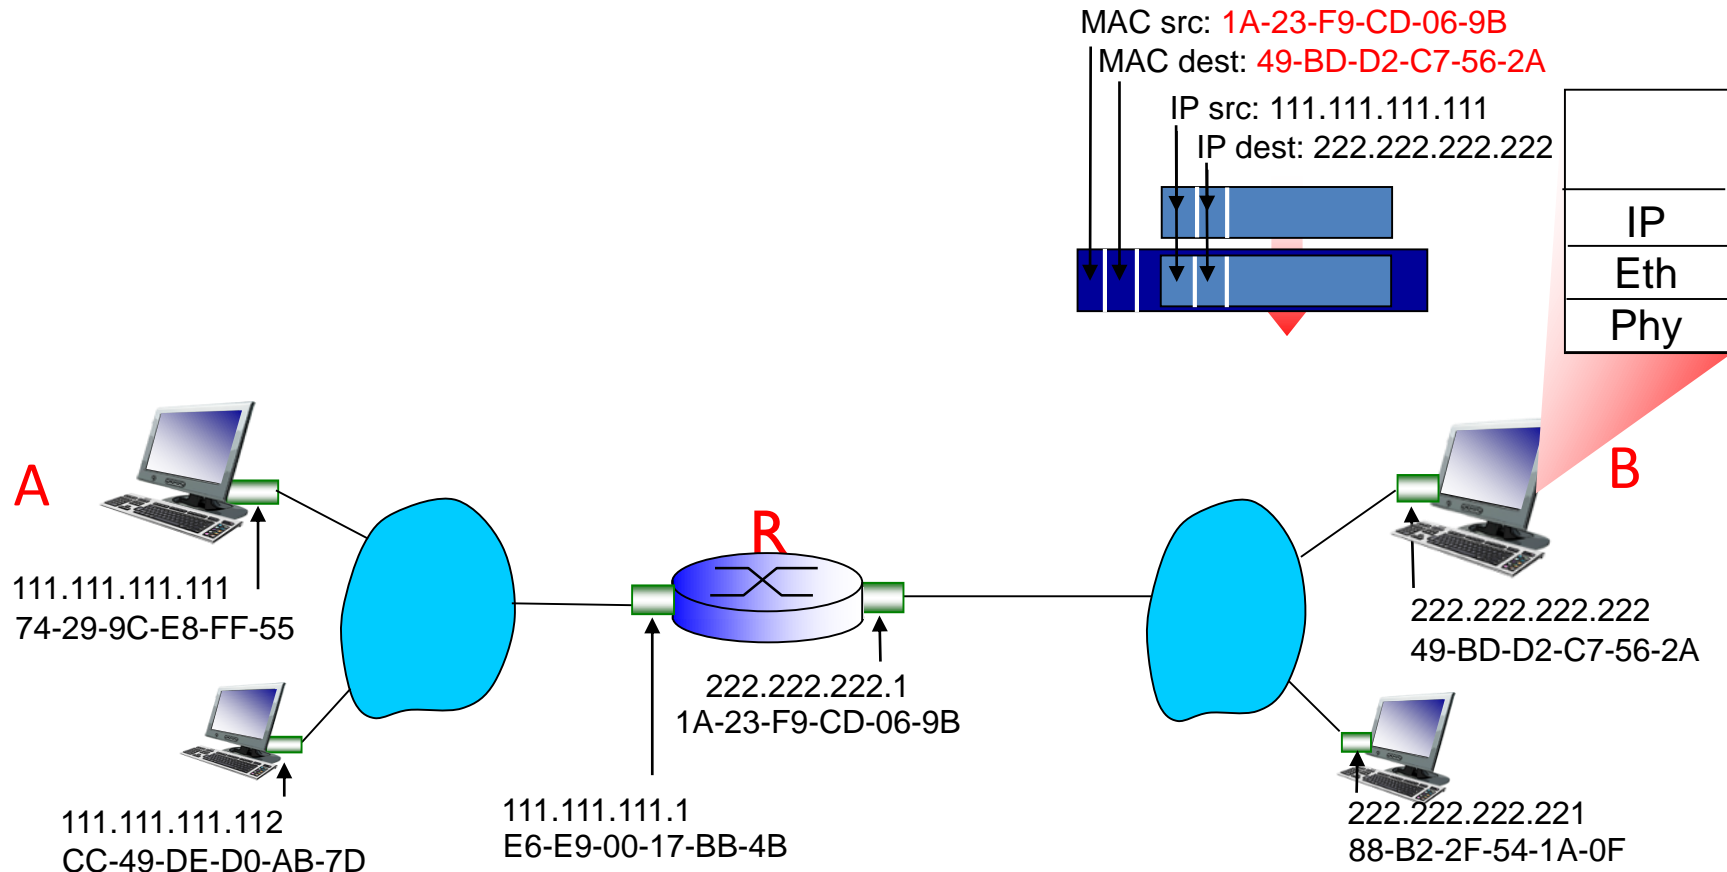 MAC src: 1A-23-F9-CD-06-9B
MAC dest: 49-BD-D2-C7-56-2A
IP src: 111.111.111.111
IP dest: 222.222.222.222
IP
Eth
Phy
A
B
R
111.111.111.111
74-29-9C-E8-FF-55
222.222.222.222
49-BD-D2-C7-56-2A
222.222.222.1
1A-23-F9-CD-06-9B
111.111.111.112
CC-49-DE-D0-AB-7D
111.111.111.1
E6-E9-00-17-BB-4B
222.222.222.221
88-B2-2F-54-1A-0F